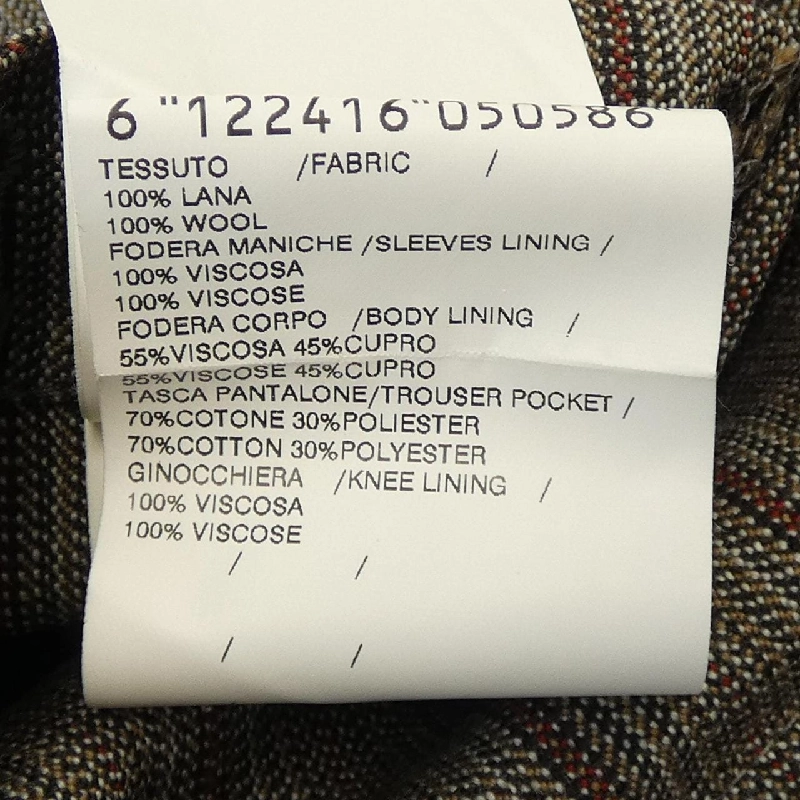 6 "122416"050586
TESSUTO /FABRIC /
100% LANA
100% WOOL
FODERA MANICHE /SLEEVES LINING /
100% VISCOSA
100% VISCOSE
FODERA CORPO /BODY LINING /
55%VISCOSA 45%CUPRO
55%VISCOSE 45%CUPRO
TASCA PANTALONE/TROUSER POCKET /
70%COTONE 30%POLIESTER
70%COTTON 30%POLYESTER
GINOCCHIERA /KNEE LINING /
100% VISCOSA
100% VISCOSE
/ /
/ /